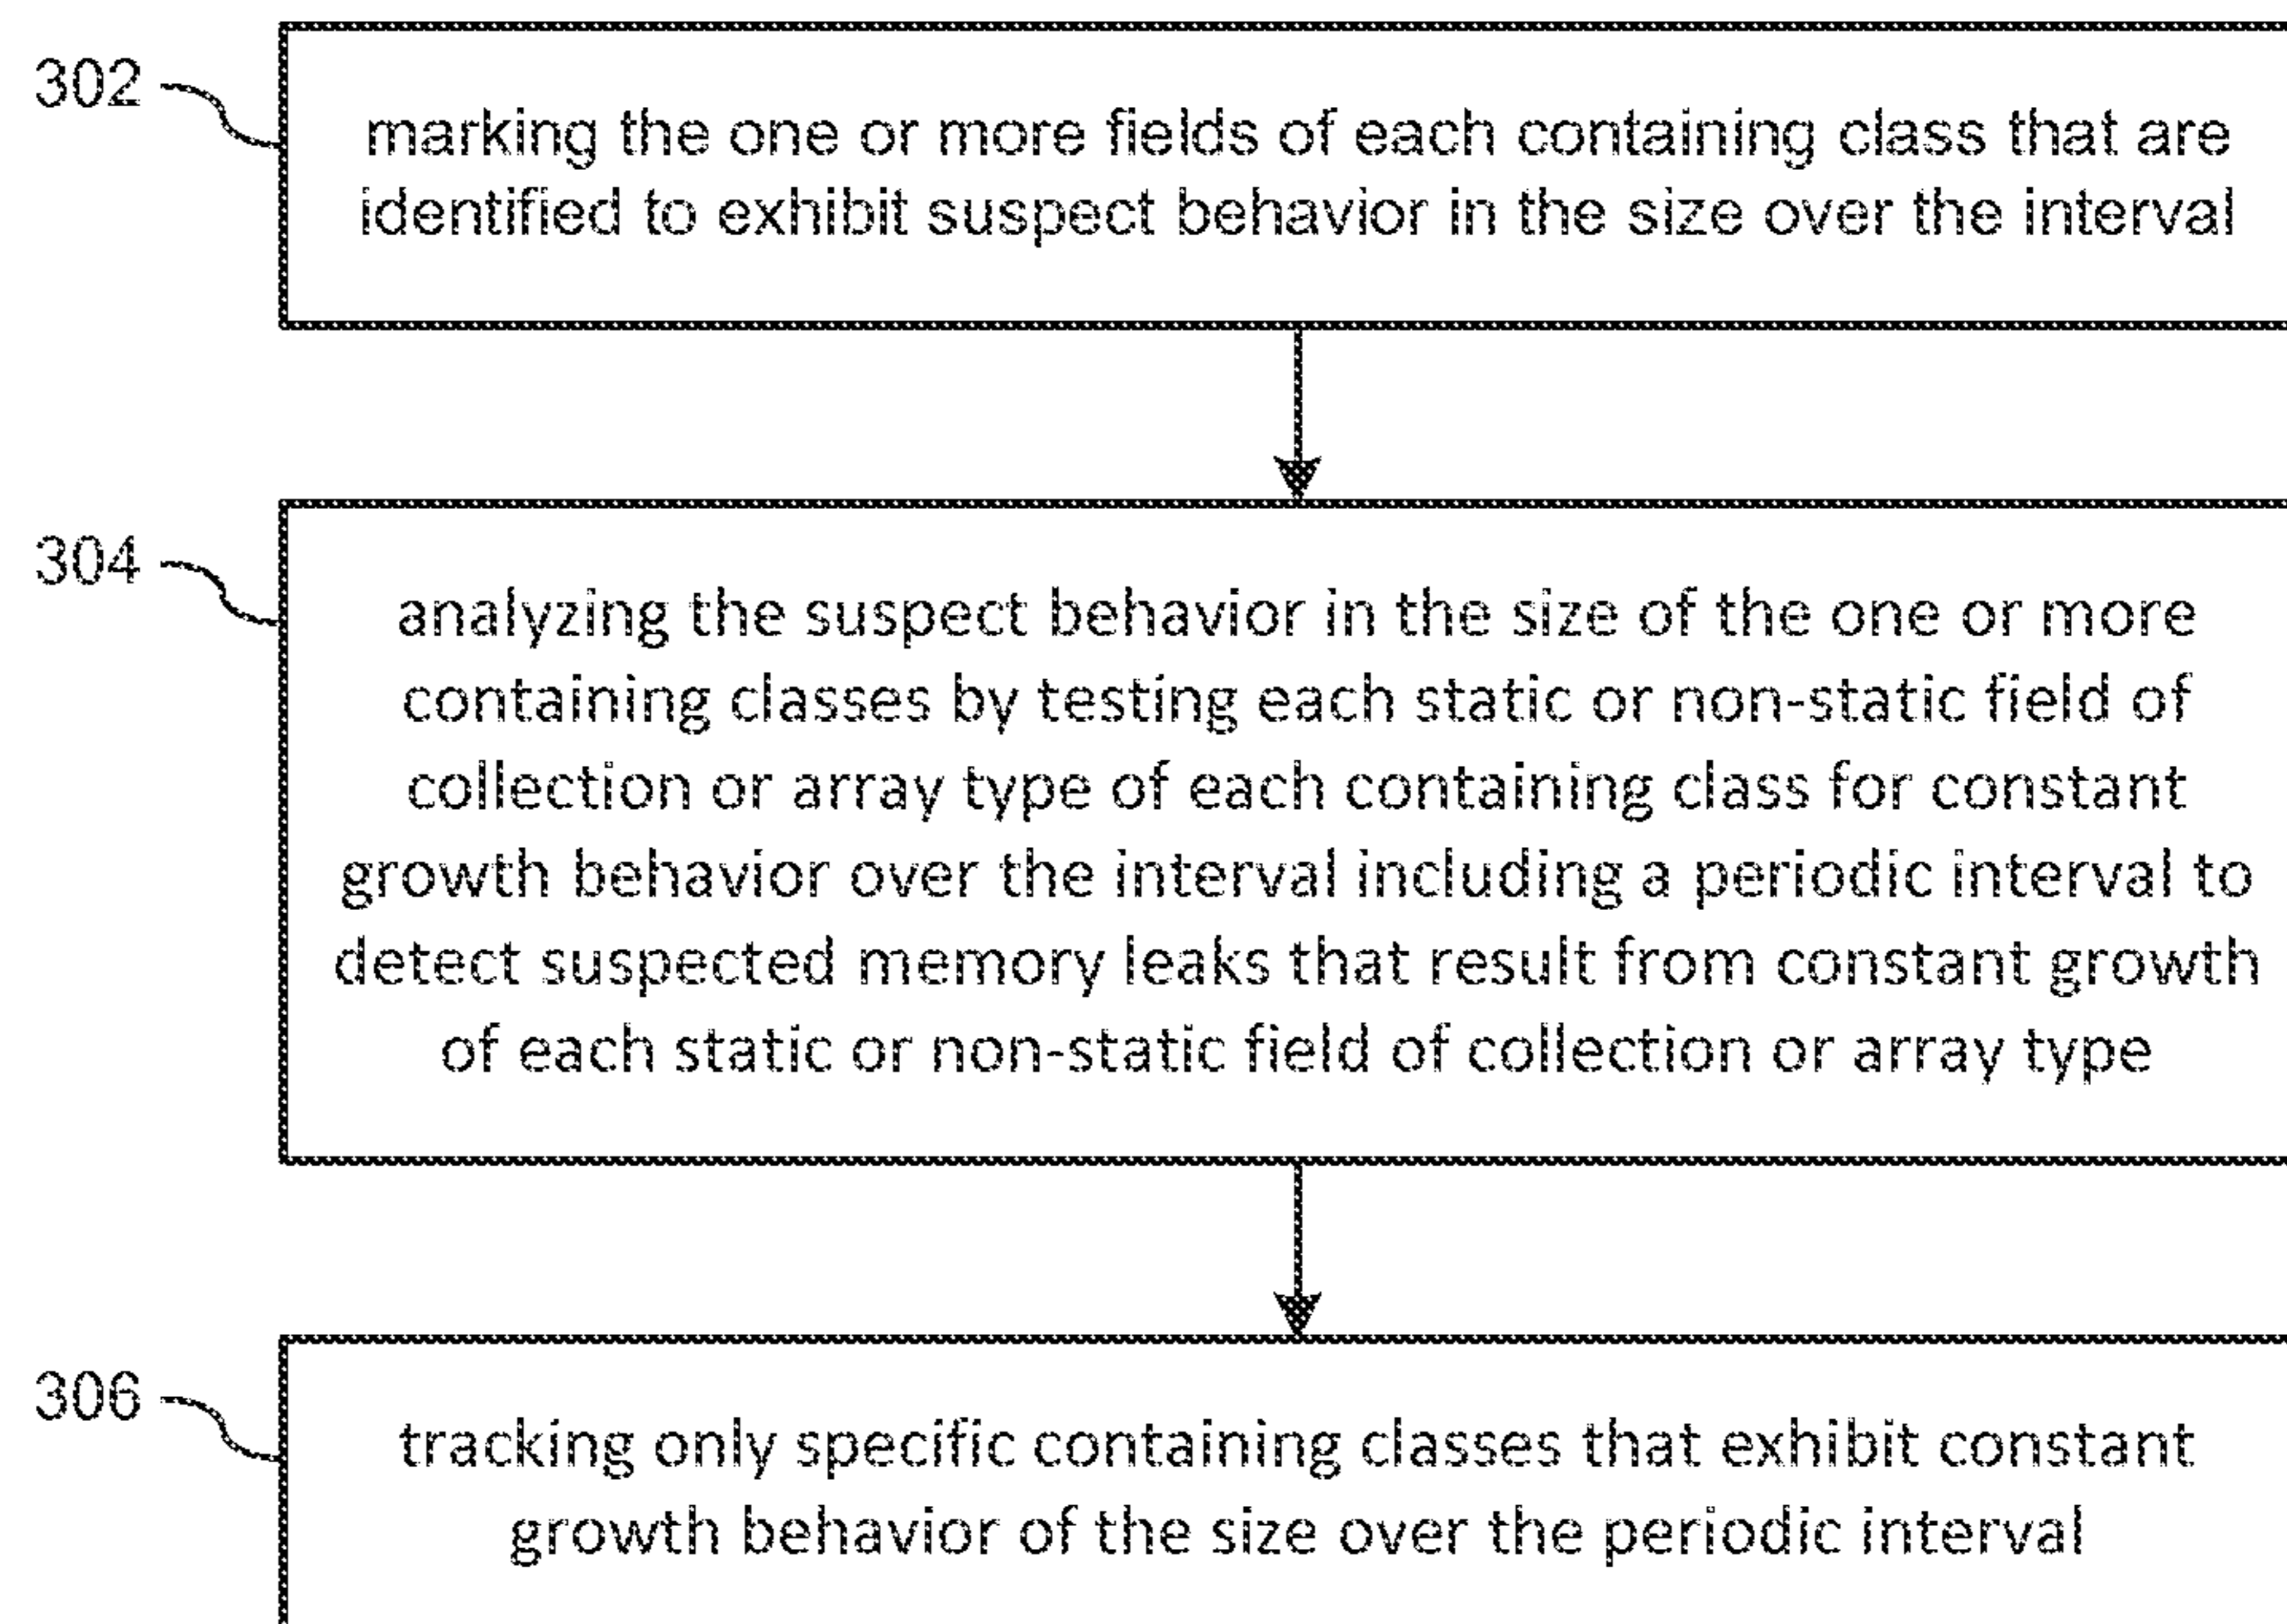 302
marking the one or more fields of each containing class that are
identified to exhibit suspect behavior in the size over the interval
304
analyzing the suspect behavior in the size of the one or more
containing classes by testing each static or non-static field of
collection or array type of each containing class for constant
growth behavior over the interval including a periodic interval to
detect suspected memory leaks that result from constant growth
of each static or non-static field of collection or array type
306
tracking only specific containing classes that exhibit constant
growth behavior of the size over the periodic interval